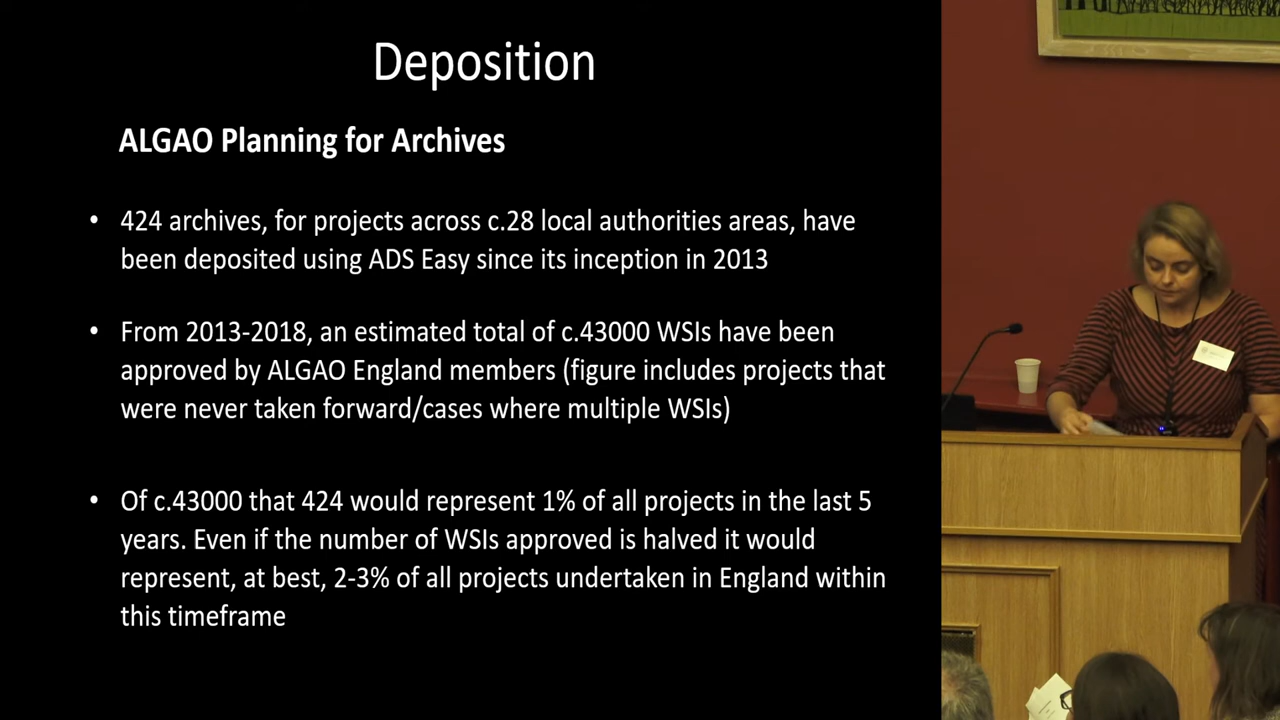 Deposition
ALGAO Planning for Archives
• 424 archives, for projects across c.28 local authorities areas, have
been deposited using ADS Easy since its inception in 2013
• From 2013-2018, an estimated total of c.43000 WSIs have been
approved by ALGAO England members (figure includes projects that
were never taken forward/cases where multiple WSIs)
• Of c.43000 that 424 would represent 1% of all projects in the last 5
years. Even if the number of WSIs approved is halved it would
represent, at best, 2-3% of all projects undertaken in England within
this timeframe